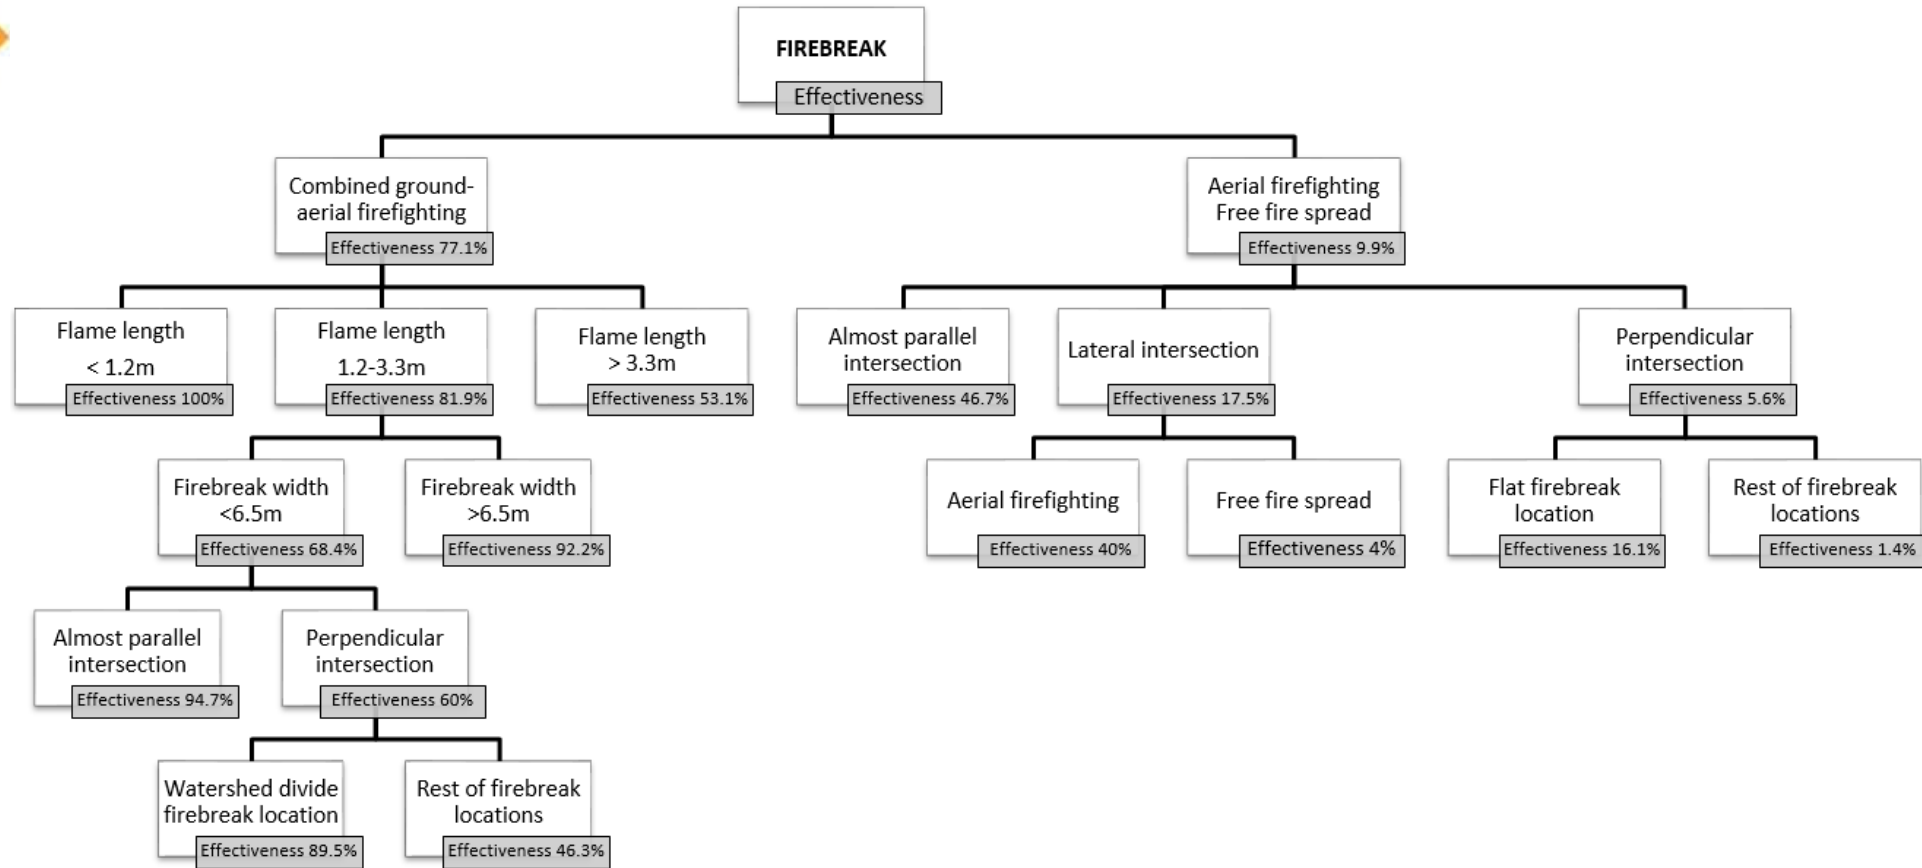 FIREBREAK
Effectiveness
Combined ground-
aerial firefighting
Effectiveness 77.1%
Aerial firefighting
Free fire spread
Effectiveness 9.9%
Flame length
< 1.2m
Effectiveness 100%
Flame length
1.2-3.3m
Effectiveness 81.9%
Flame length
> 3.3m
Effectiveness 53.1%
Almost parallel
intersection
Effectiveness 46.7%
Lateral intersection
Effectiveness 17.5%
Perpendicular
intersection
Effectiveness 5.6%
Firebreak width
<6.5m
Effectiveness 68.4%
Firebreak width
>6.5m
Effectiveness 92.2%
Aerial firefighting
Effectiveness 40%
Free fire spread
Effectiveness 4%
Flat firebreak
location
Effectiveness 16.1%
Rest of firebreak
locations
Effectiveness 1.4%
Almost parallel
intersection
Effectiveness 94.7%
Perpendicular
intersection
Effectiveness 60%
Watershed divide
firebreak location
Effectiveness 89.5%
Rest of firebreak
locations
Effectiveness 46.3%